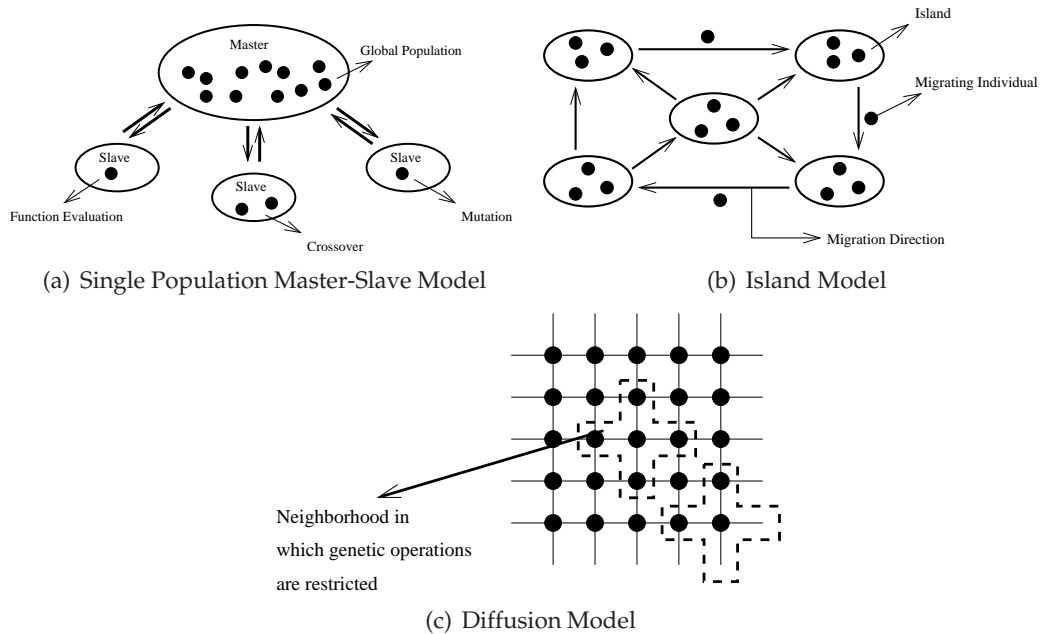 Master
Global Population
Slave
Slave
Slave
Function Evaluation
Mutation
Crossover
(a) Single Population Master-Slave Model
Island
Migrating Individual
Migration Direction
(b) Island Model
Neighborhood in
which genetic operations
are restricted
(c) Diffusion Model